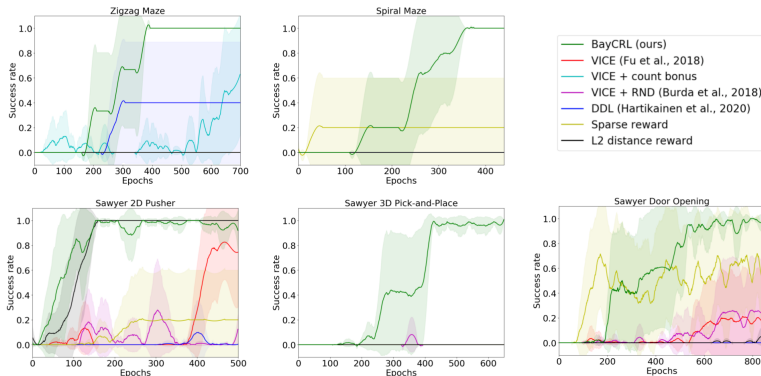 Zigzag Maze
1.0
0.8
0.6
0.4
0.2
0.0
Success rate
0 100 200 300 400 500 600 700
Epochs
Spiral Maze
1.0
0.8
0.6
0.4
0.2
0.0
Success rate
0 100 200 300 400
Epochs
BayCRL (ours)
VICE (Fu et al., 2018)
VICE + count bonus
VICE + RND (Burda et al., 2018)
DDL (Hartikainen et al., 2020)
Sparse reward
L2 distance reward
Sawyer 2D Pusher
1.0
0.8
0.6
0.4
0.2
0.0
Success rate
0 100 200 300 400 500
Epochs
Sawyer 3D Pick-and-Place
1.0
0.8
0.6
0.4
0.2
0.0
Success rate
0 100 200 300 400 500 600
Epochs
Sawyer Door Opening
1.0
0.8
0.6
0.4
0.2
0.0
Success rate
0 200 400 600 800
Epochs